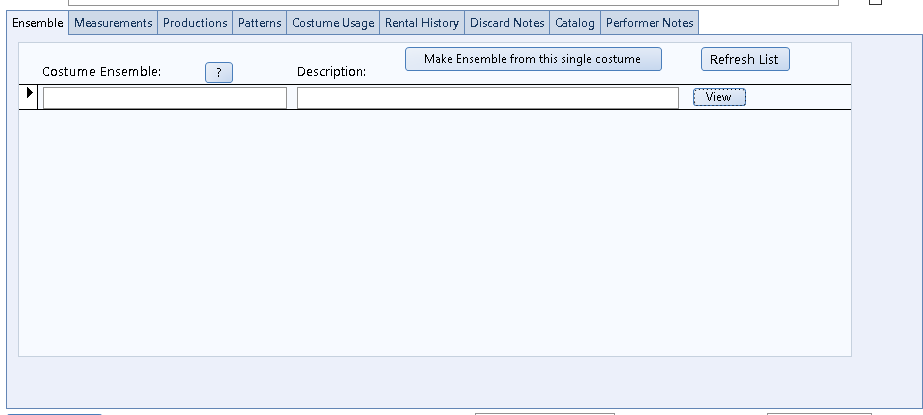 Ensemble Measurements Productions Patterns Costume Usage Rental History Discard Notes Catalog Performer Notes
Make Ensemble from this single costume Refresh List
Costume Ensemble: ? Description:
View